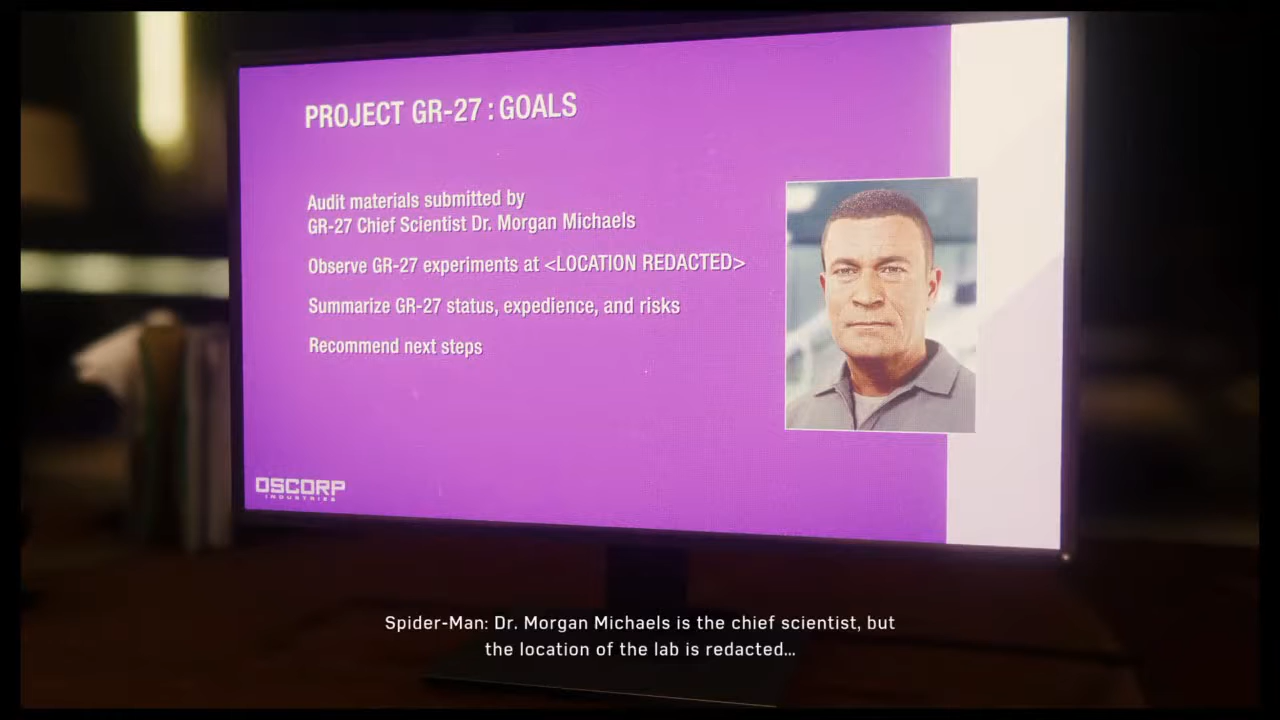 PROJECT GR-27 : GOALS
Audit materials submitted by
GR-27 Chief Scientist Dr. Morgan Michaels
Observe GR-27 experiments at <LOCATION REDACTED>
Summarize GR-27 status, expedience, and risks
Recommend next steps
OSCORP
INDUSTRIES
Spider-Man: Dr. Morgan Michaels is the chief scientist, but
the location of the lab is redacted...